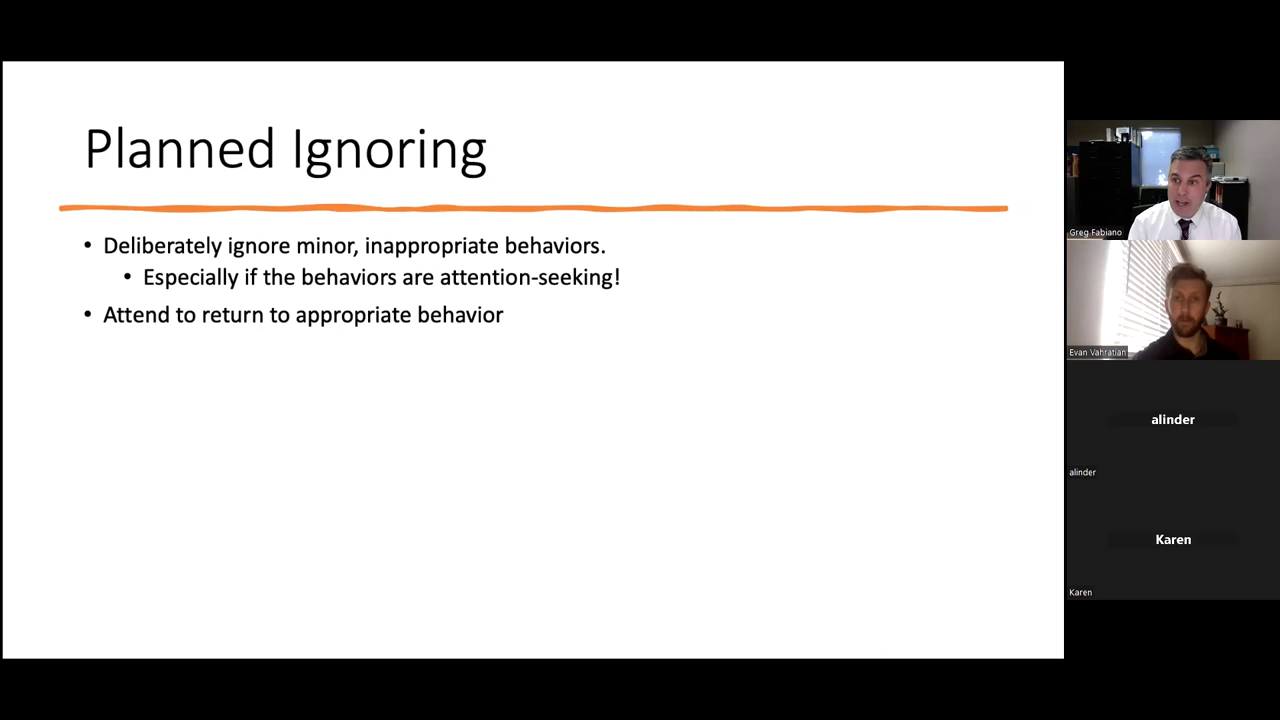 Planned Ignoring
• Deliberately ignore minor, inappropriate behaviors.
• Especially if the behaviors are attention-seeking!
• Attend to return to appropriate behavior
Greg Fabiano
Evan Vahratian
alinder
alinder
Karen
Karen